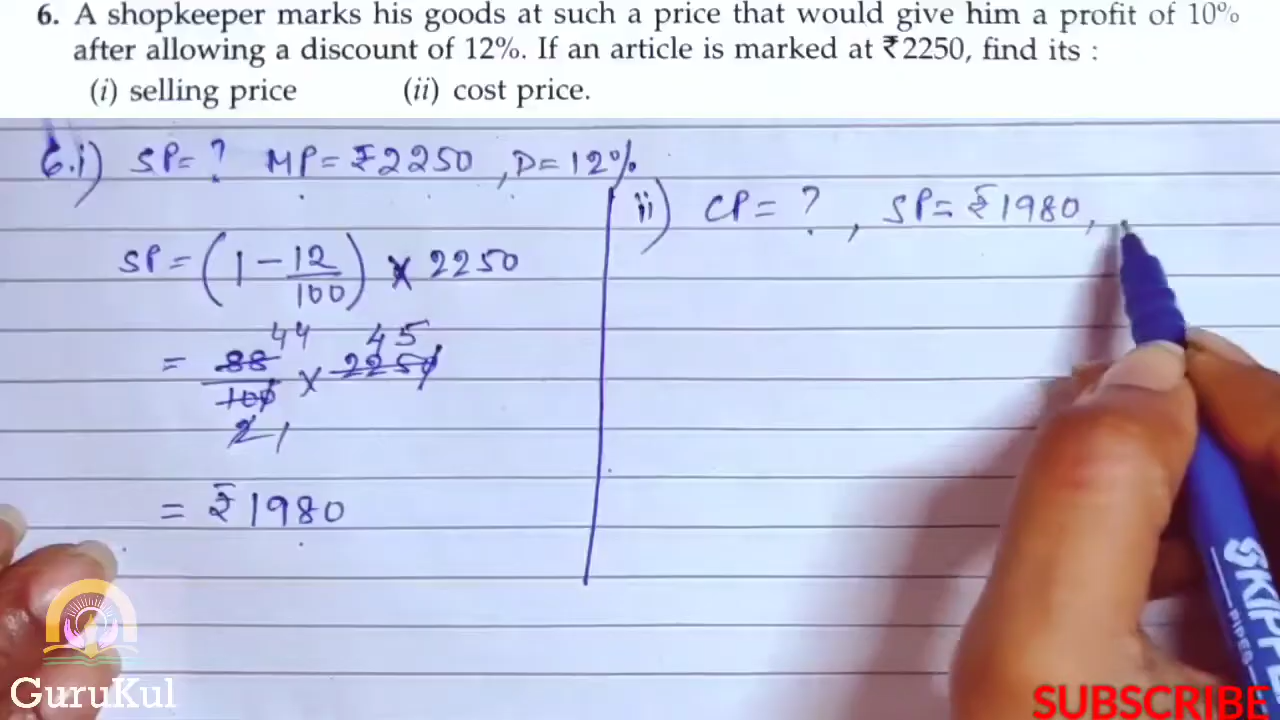 6. A shopkeeper marks his goods at such a price that would give him a profit of 10%
after allowing a discount of 12%. If an article is marked at ₹2250, find its :
(i) selling price (ii) cost price.
6.i) SP = ? MP = ₹2250 , D = 12%
SP = (1 - 12/100) × 2250
= 88/100 × 2250
44 45
2 1
= ₹1980
ii) CP = ? , SP = ₹1980,
GuruKul
SKIPP
PIPES
SUBSCRIBE